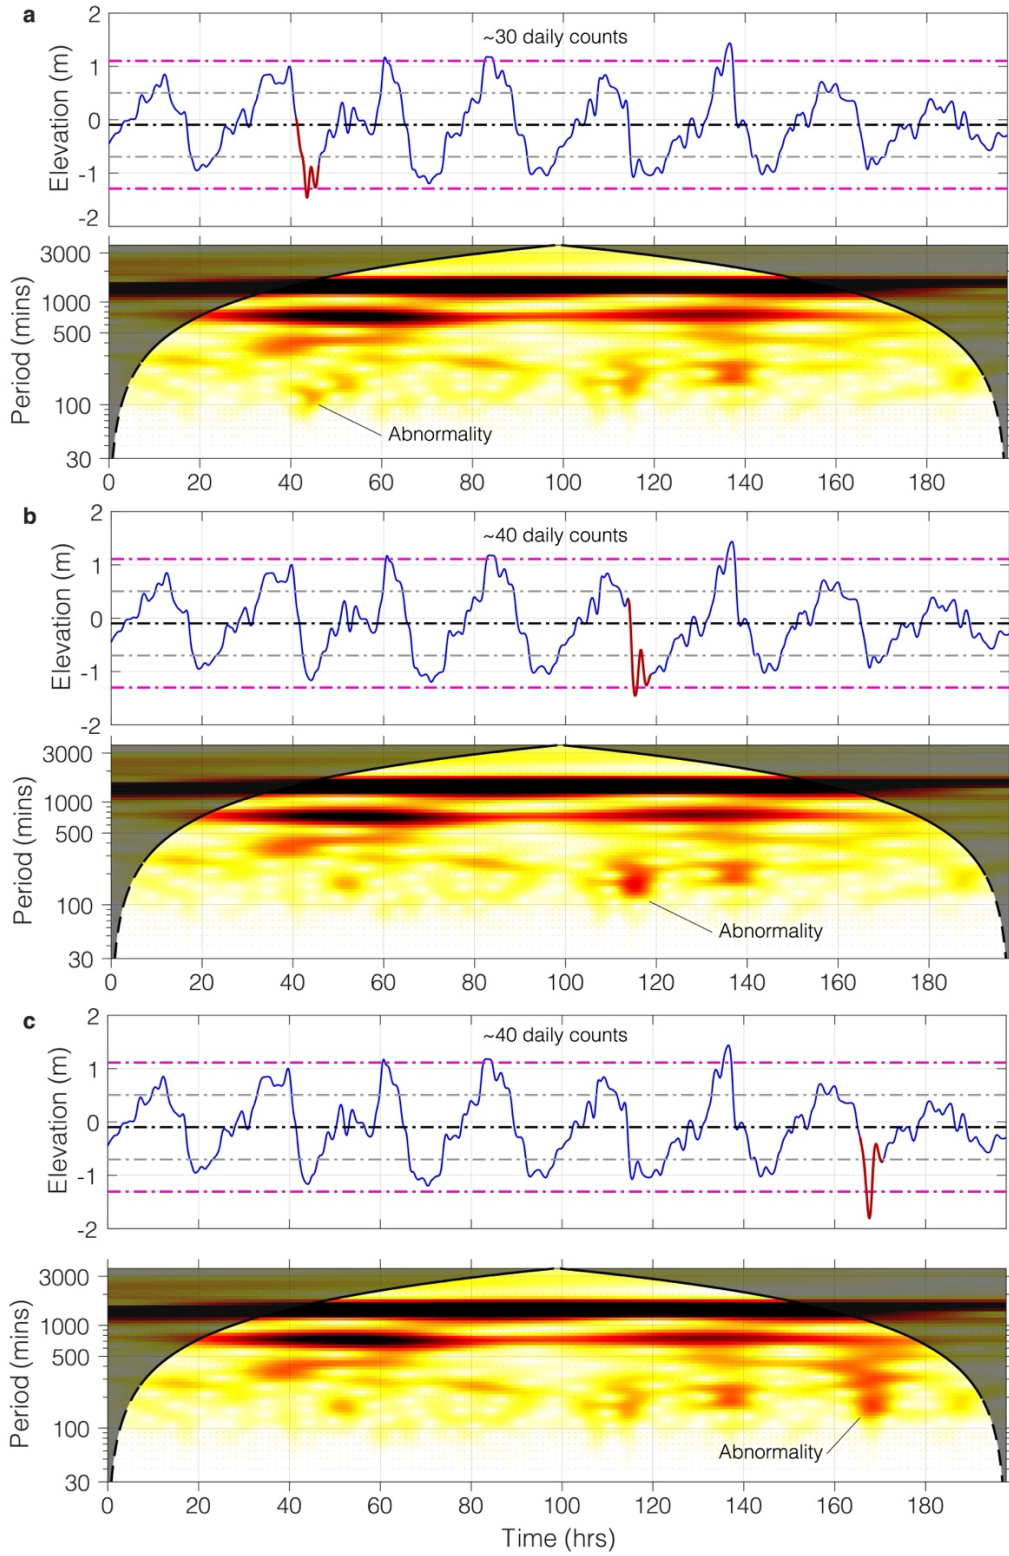 a
2
~30 daily counts
1
0
-1
-2
Elevation (m)
3000
1000
500
100
30
Period (mins)
Abnormality
0 20 40 60 80 100 120 140 160 180
b
2
~40 daily counts
1
0
-1
-2
Elevation (m)
3000
1000
500
100
30
Period (mins)
Abnormality
0 20 40 60 80 100 120 140 160 180
c
2
~40 daily counts
1
0
-1
-2
Elevation (m)
3000
1000
500
100
30
Period (mins)
Abnormality
0 20 40 60 80 100 120 140 160 180
Time (hrs)